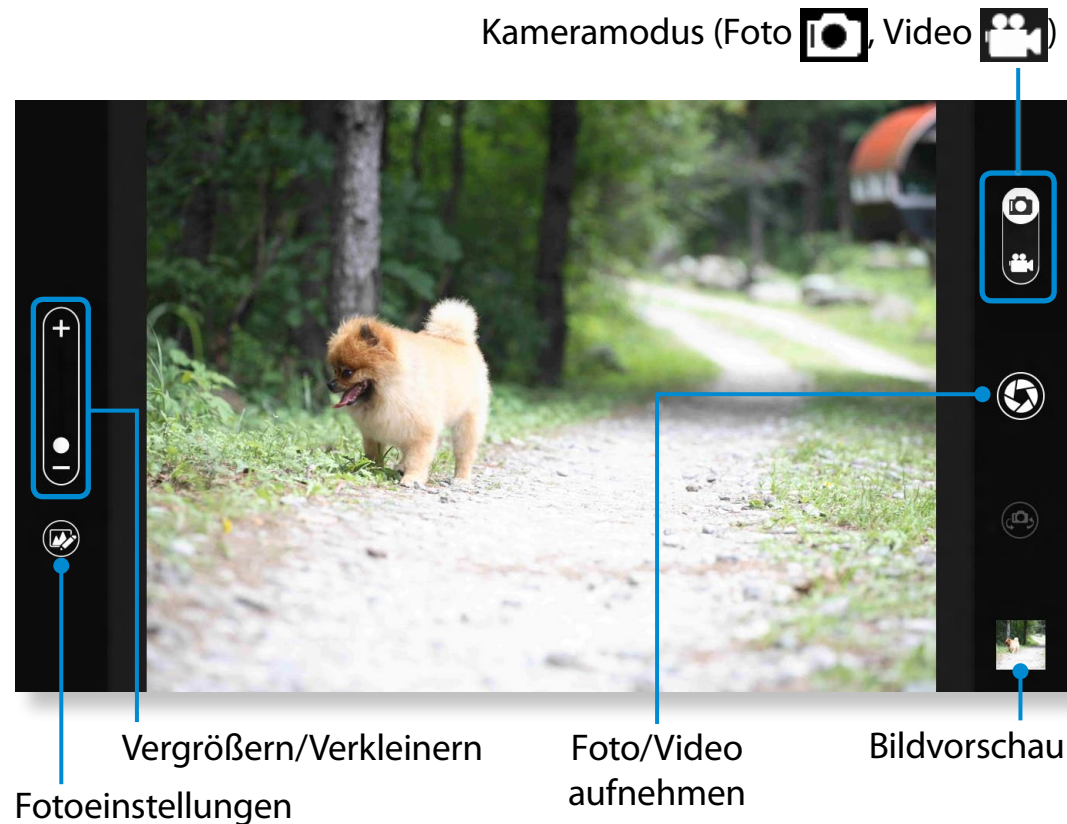 Kameramodus (Foto , Video )
Vergrößern/Verkleinern
Foto/Video
aufnehmen
Bildvorschau
Fotoeinstellungen